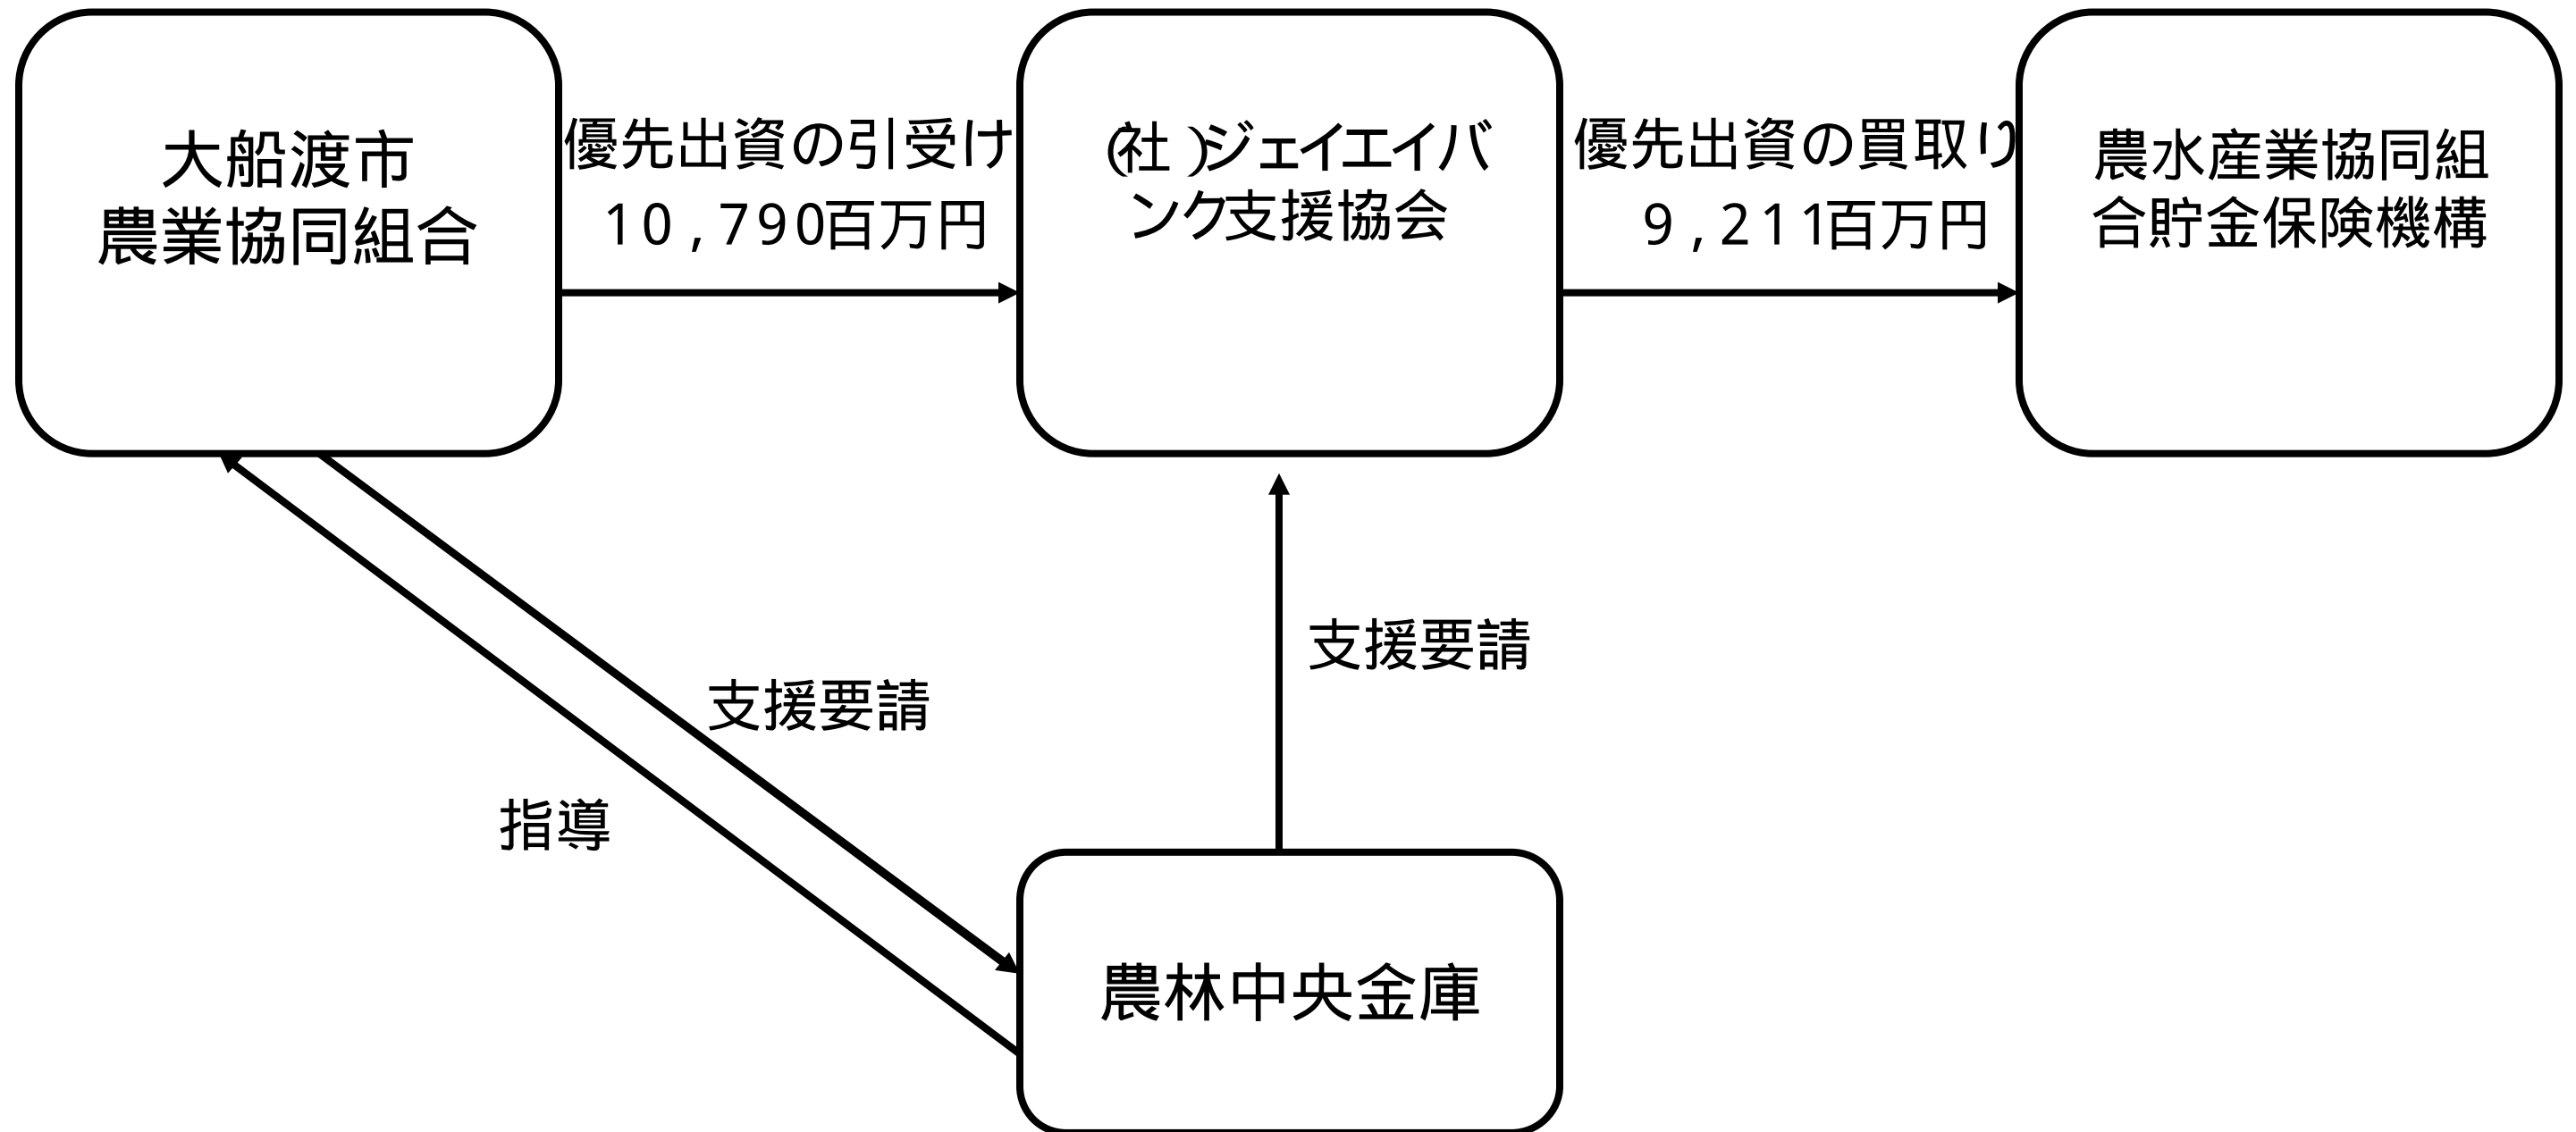 大船渡市
農業協同組合
優先出資の引受け
10,790百万円
(社)ジェイエイバ
ンク支援協会
優先出資の買取り
9,211百万円
農水産業協同組
合貯金保険機構
支援要請
支援要請
指導
農林中央金庫